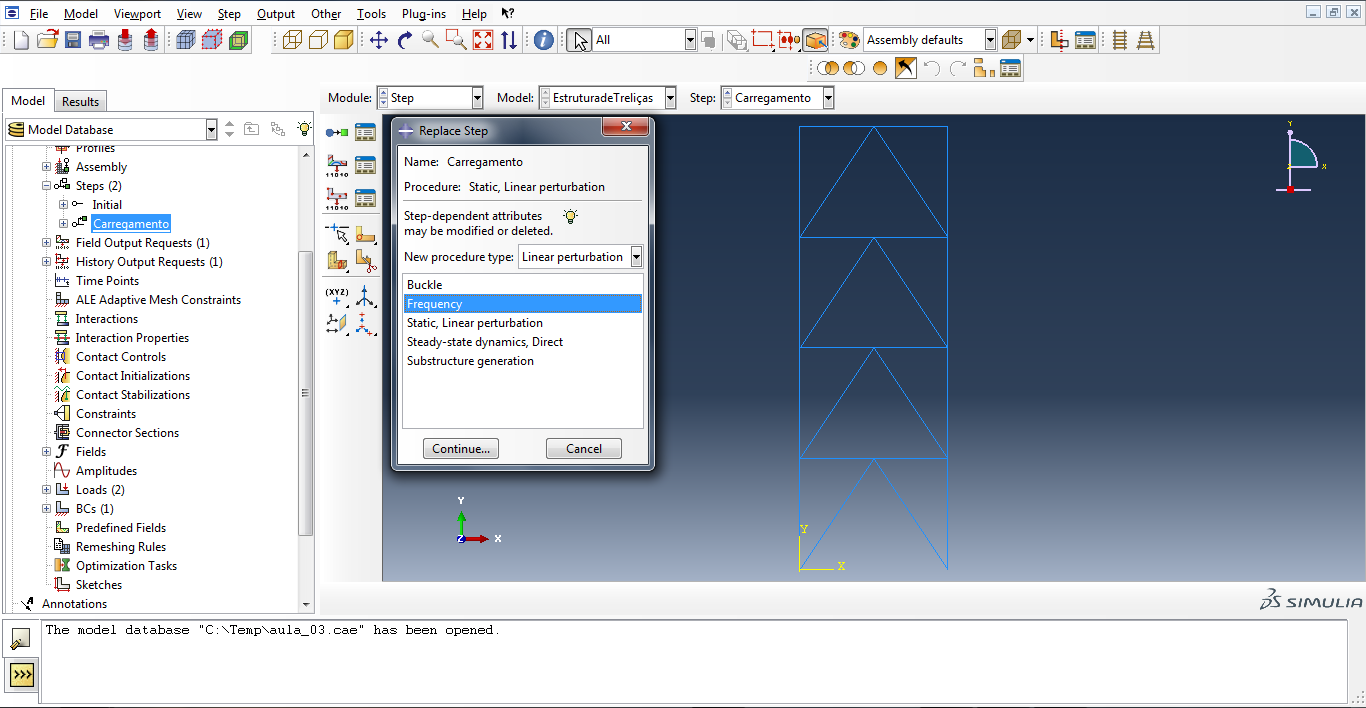 File Model Viewport View Step Output Other Tools Plug-ins Help
All
Assembly defaults
Model Results
Module: Step Model: EstruturadeTreliças Step: Carregamento
Model Database
Profiles
Assembly
Steps (2)
Initial
Carregamento
Field Output Requests (1)
History Output Requests (1)
Time Points
ALE Adaptive Mesh Constraints
Interactions
Interaction Properties
Contact Controls
Contact Initializations
Contact Stabilizations
Constraints
Connector Sections
Fields
Amplitudes
Loads (2)
BCs (1)
Predefined Fields
Remeshing Rules
Optimization Tasks
Sketches
Annotations
11010
11010
(XYZ)
Replace Step
Name: Carregamento
Procedure: Static, Linear perturbation
Step-dependent attributes
may be modified or deleted.
New procedure type: Linear perturbation
Buckle
Frequency
Static, Linear perturbation
Steady-state dynamics, Direct
Substructure generation
Continue... Cancel
Y
X
Z
Y
X
Y
X
Z
SIMULIA
The model database "C:\Temp\aula_03.cae" has been opened.
>>>